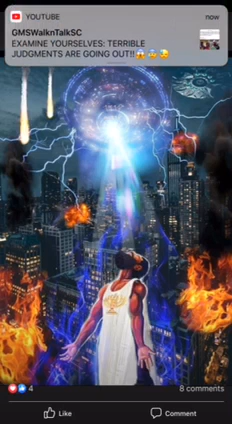 YOUTUBE
now
GMSWalknTalkSC
EXAMINE YOURSELVES: TERRIBLE
JUDGMENTS ARE GOING OUT!!😱😱😓
4
8 comments
Like
Comment